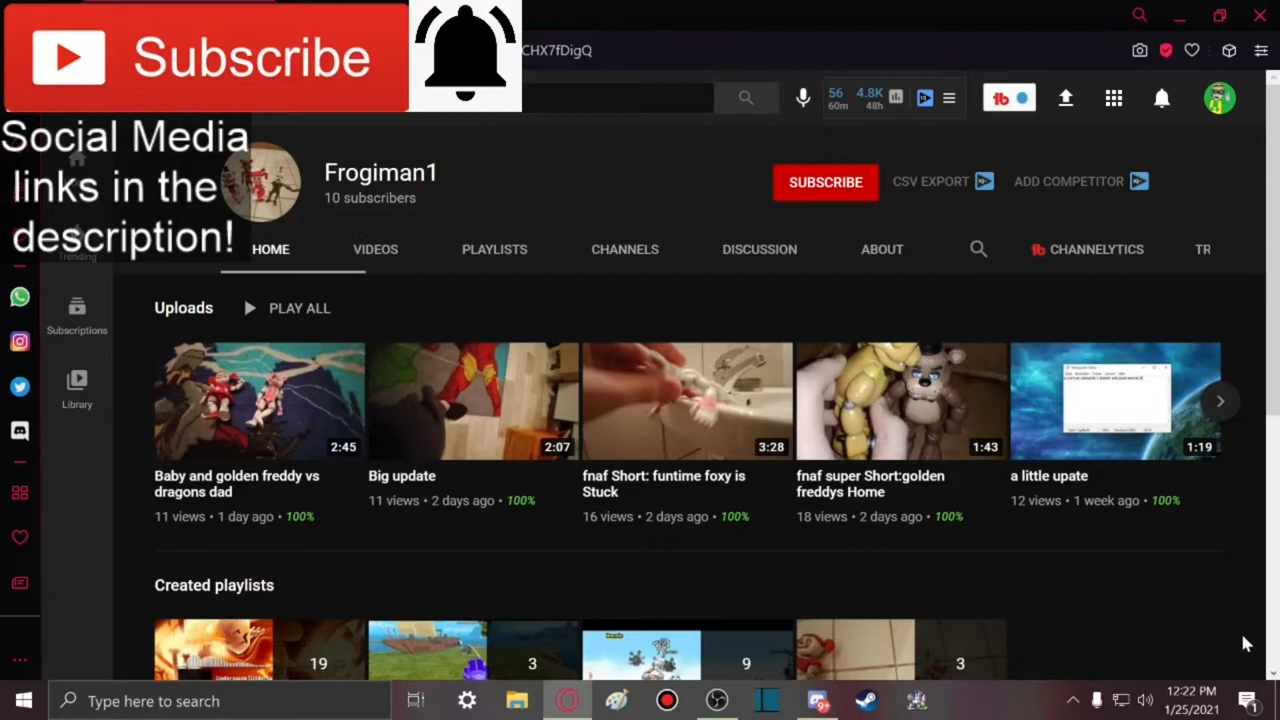 Subscribe
CHX7fDigQ
Social Media
links in the
description!
56
60m
4.8K
48h
tb
Frogiman1
10 subscribers
SUBSCRIBE
CSV EXPORT
ADD COMPETITOR
HOME
VIDEOS
PLAYLISTS
CHANNELS
DISCUSSION
ABOUT
tb CHANNELYTICS
TR
Trending
Subscriptions
Library
Uploads
PLAY ALL
2:45
2:07
3:28
1:43
1:19
Baby and golden freddy vs
dragons dad
11 views • 1 day ago • 100%
Big update
11 views • 2 days ago • 100%
fnaf Short: funtime foxy is
Stuck
16 views • 2 days ago • 100%
fnaf super Short:golden
freddys Home
18 views • 2 days ago • 100%
a little upate
12 views • 1 week ago • 100%
Created playlists
19
3
9
3
Type here to search
9+
12:22 PM
1/25/2021
1